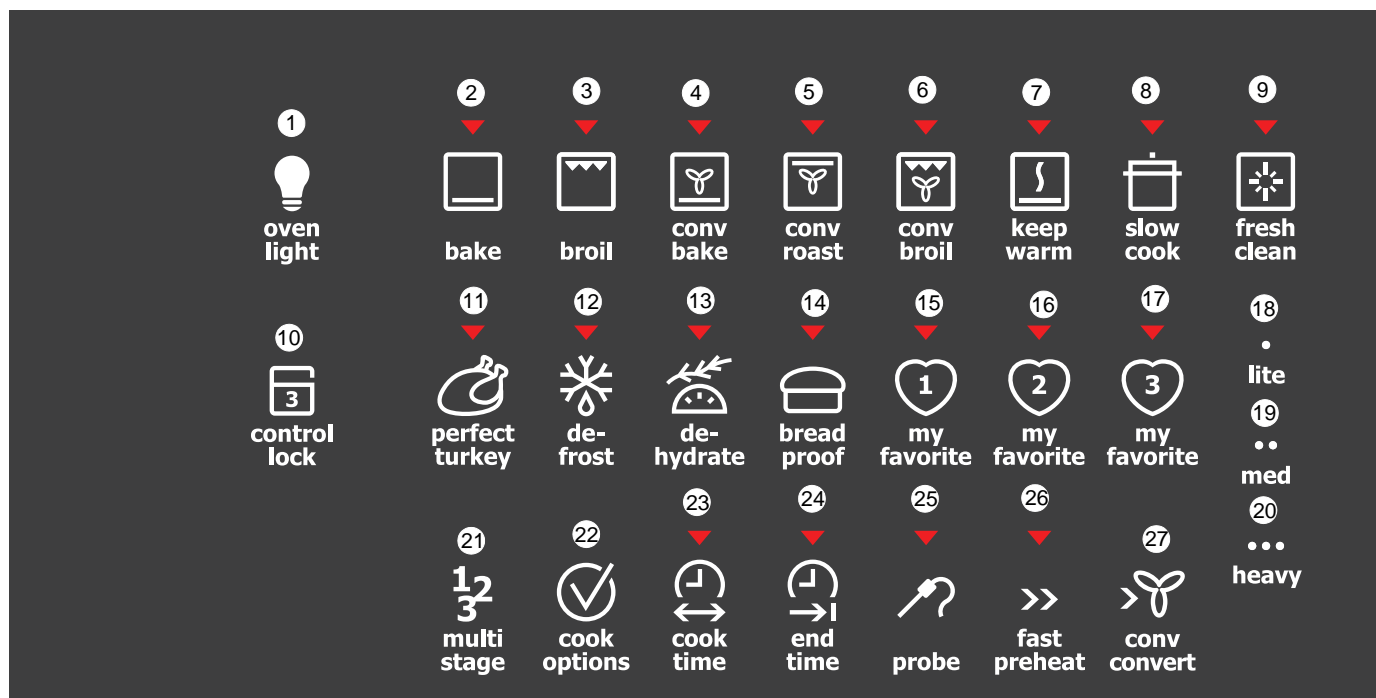 2 3 4 5 6 7 8 9
1
oven
light
bake
broil
conv
bake
conv
roast
conv
broil
keep
warm
slow
cook
fresh
clean
10
3
control
lock
11 12 13 14 15 16 17
perfect
turkey
de-
frost
de-
hydrate
bread
proof
1
my
favorite
2
my
favorite
3
my
favorite
18
lite
19
med
20
heavy
21 22 23 24 25 26 27
1
2
3
multi
stage
cook
options
cook
time
end
time
probe
fast
preheat
conv
convert